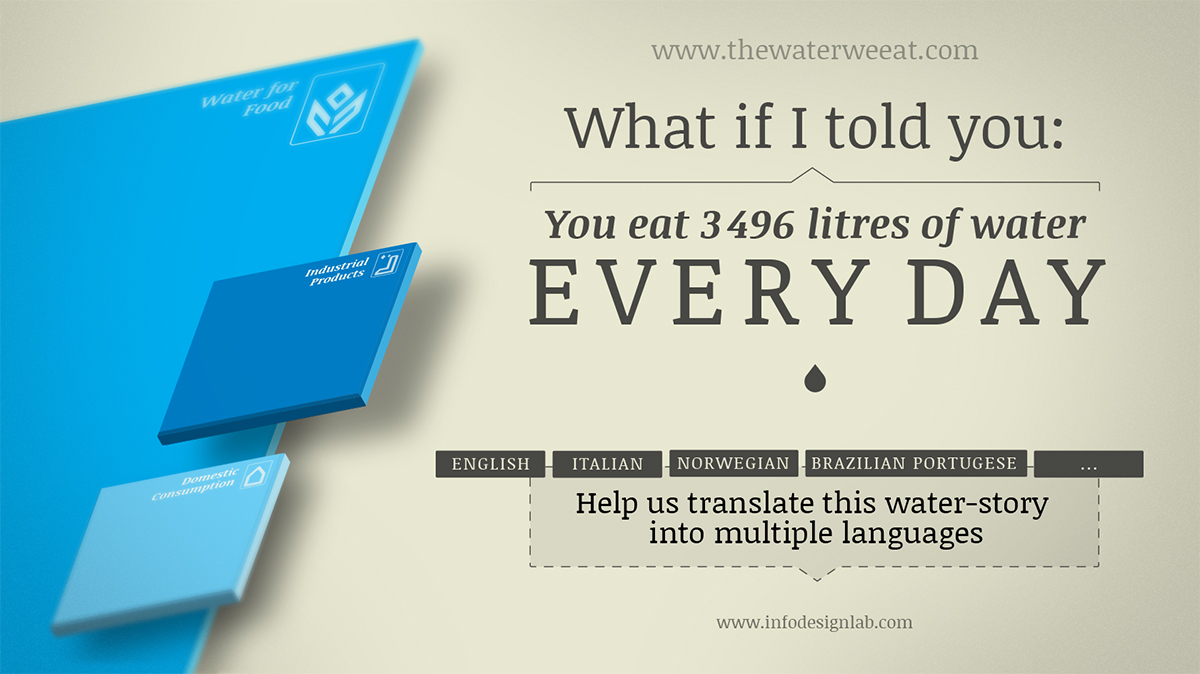 www.thewaterweeat.com
Water for
Food
What if I told you:
You eat 3 496 litres of water
EVERY DAY
Industrial
Products
Domestic
Consumption
ENGLISH
ITALIAN
NORWEGIAN
BRAZILIAN PORTUGESE
...
Help us translate this water-story
into multiple languages
www.infodesignlab.com